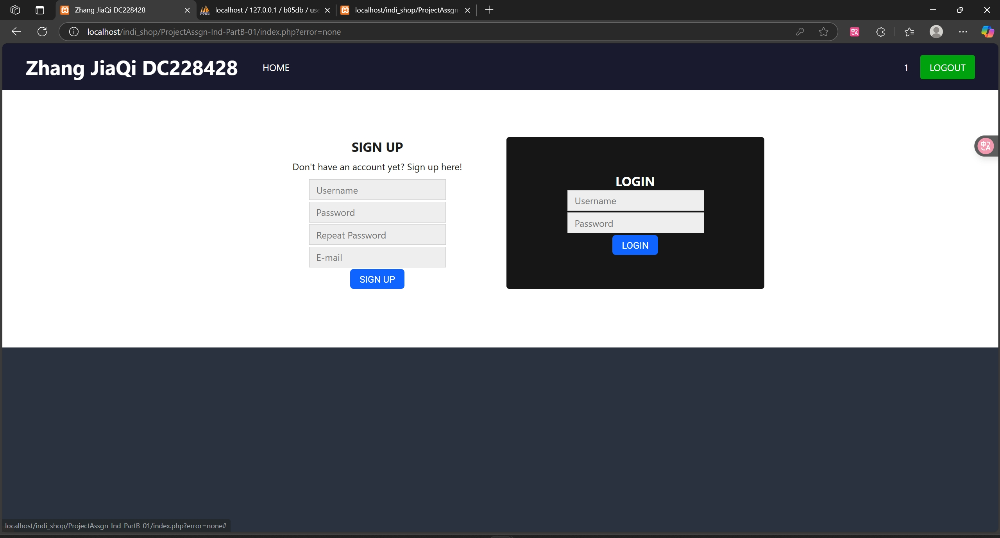 Zhang JiaQi DC228428
localhost / 127.0.0.1 / b05db / use
localhost/indi_shop/ProjectAssgn
localhost/indi_shop/ProjectAssgn-Ind-PartB-01/index.php?error=none
Zhang JiaQi DC228428
HOME
1
LOGOUT
SIGN UP
Don't have an account yet? Sign up here!
Username
Password
Repeat Password
E-mail
SIGN UP
LOGIN
Username
Password
LOGIN
中A
localhost/indi_shop/ProjectAssgn-Ind-PartB-01/index.php?error=none#